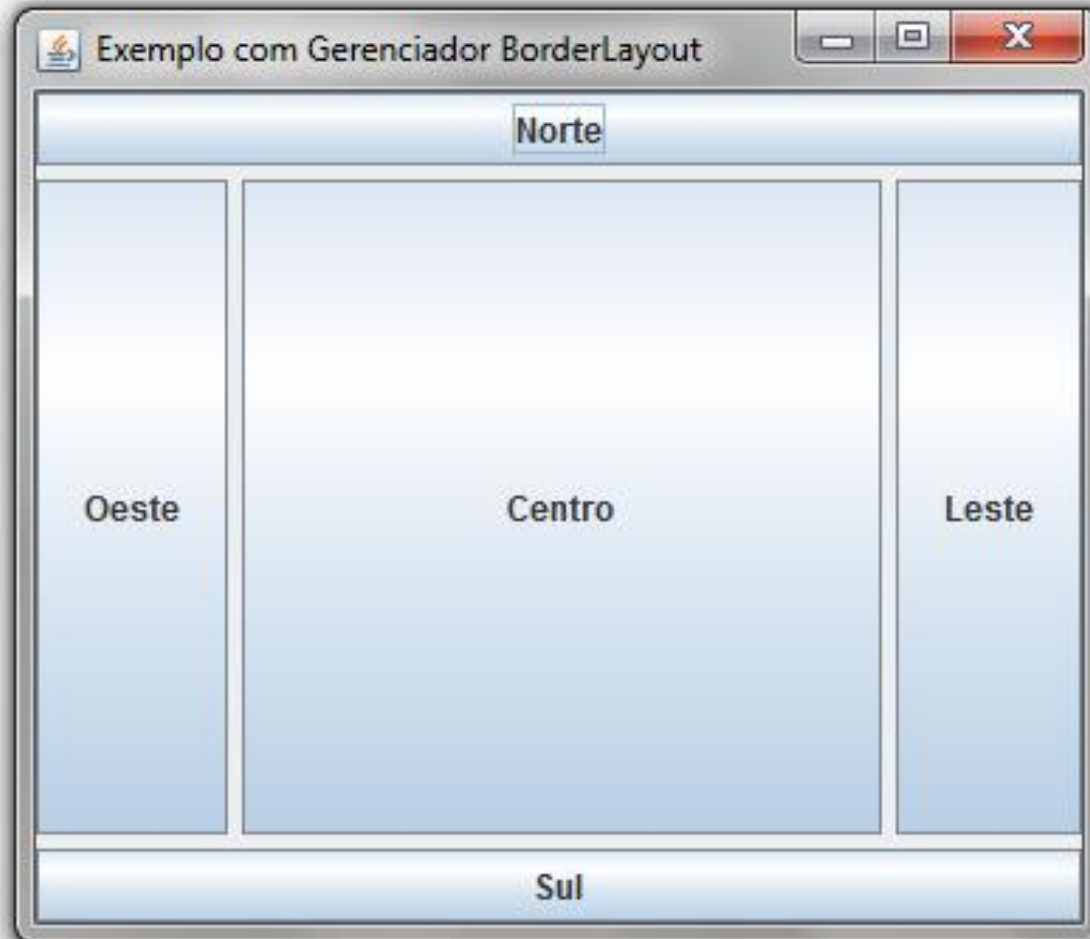 Exemplo com Gerenciador BorderLayout
Norte
Oeste
Centro
Leste
Sul